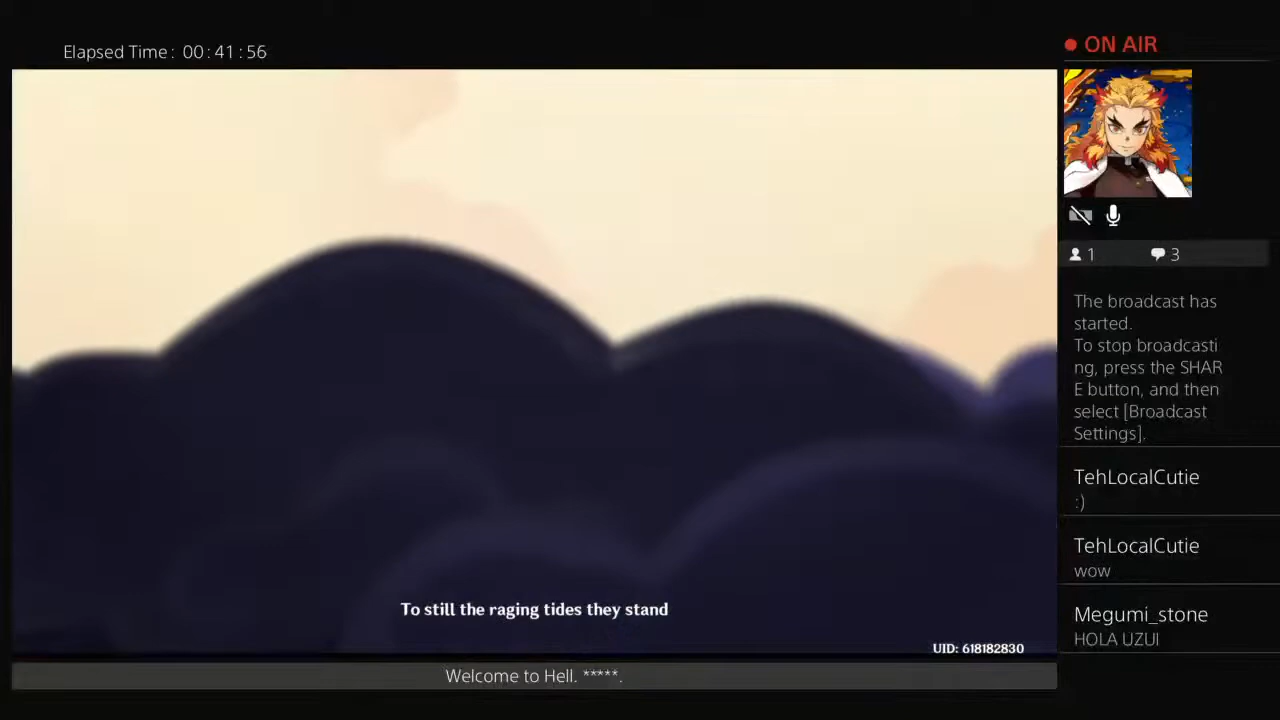 Elapsed Time: 00:41:56
ON AIR
1
3
The broadcast has
started.
To stop broadcasti
ng, press the SHAR
E button, and then
select [Broadcast
Settings].
TehLocalCutie
:)
TehLocalCutie
wow
Megumi_stone
HOLA UZUI
To still the raging tides they stand
UID: 618182830
Welcome to Hell. *****.